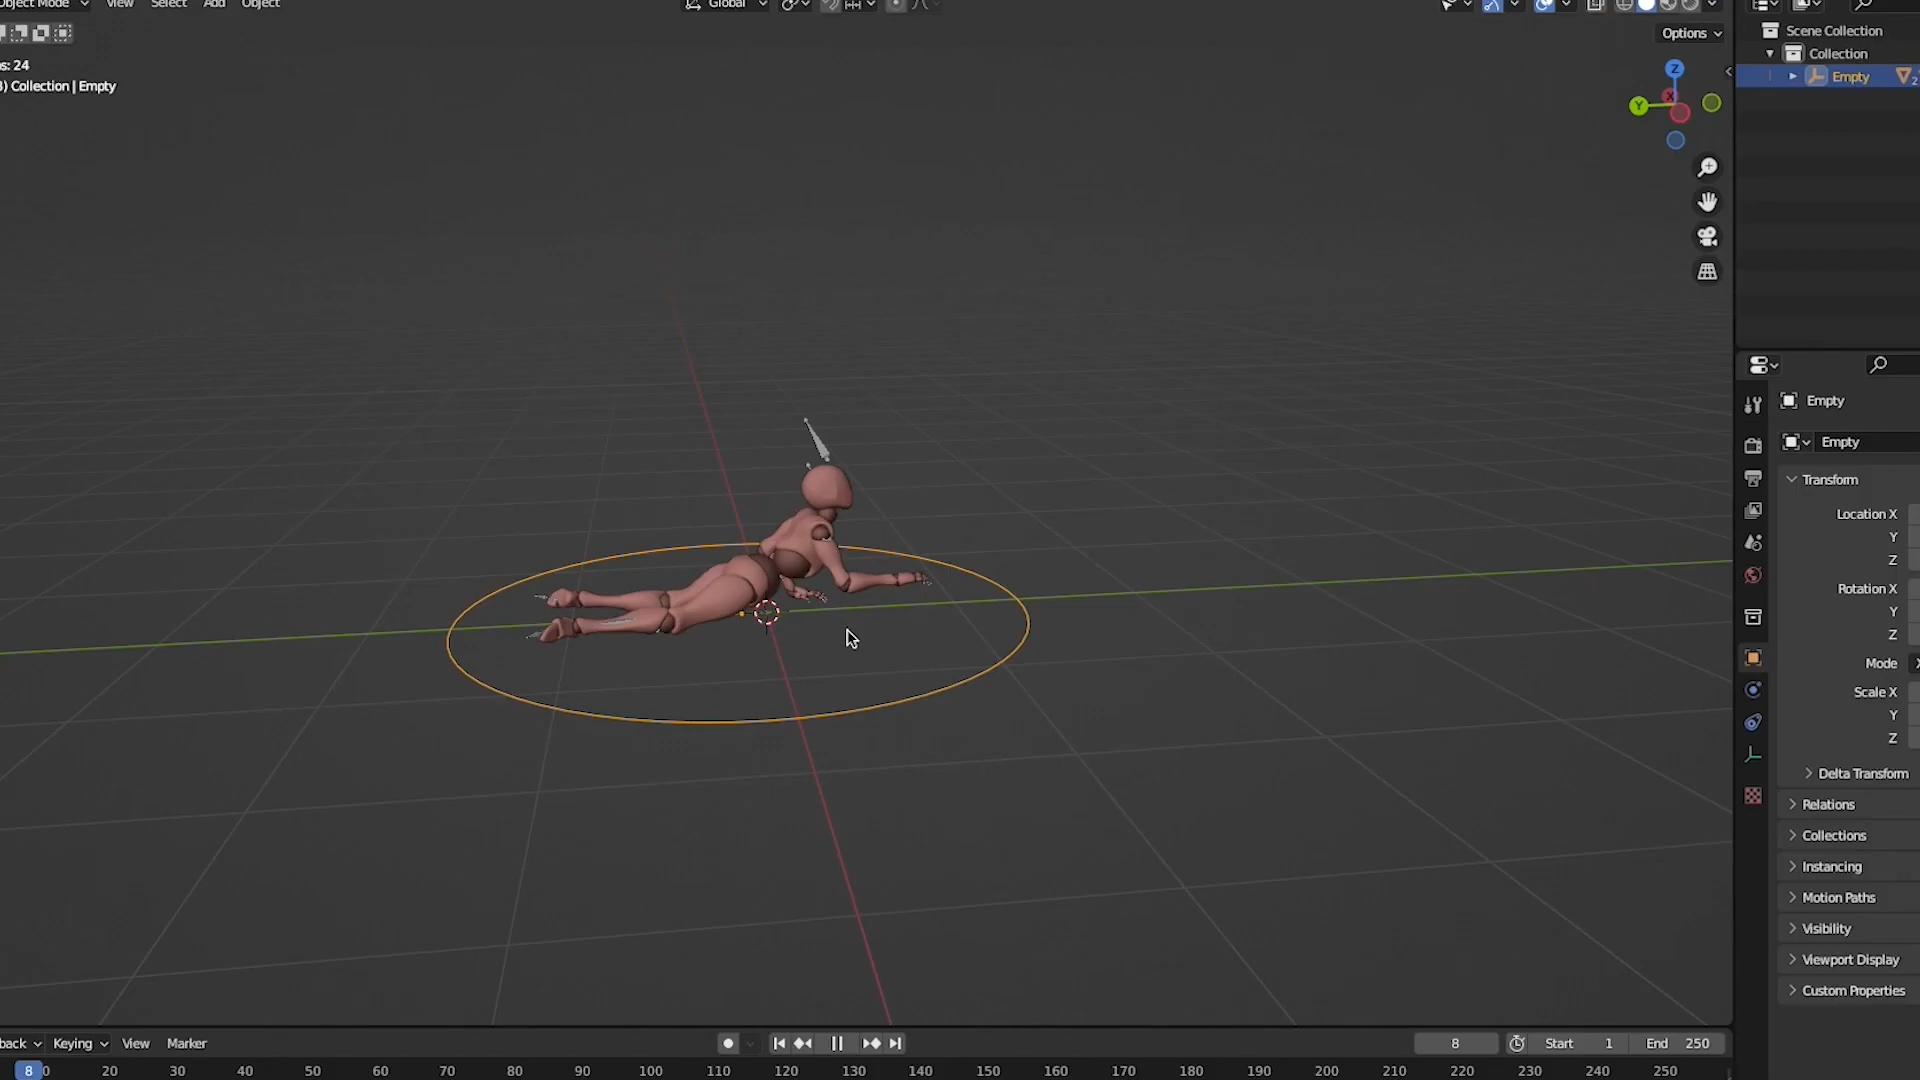 Object Mode View Select Add Object Global
Options
s: 24
) Collection | Empty
Z
X
Y
Scene Collection
Collection
Empty
2
Empty
Empty
Transform
Location X
Y
Z
Rotation X
Y
Z
Mode X
Scale X
Y
Z
Delta Transform
Relations
Collections
Instancing
Motion Paths
Visibility
Viewport Display
Custom Properties
back Keying View Marker 8 Start 1 End 250
8 0 20 30 40 50 60 70 80 90 100 110 120 130 140 150 160 170 180 190 200 210 220 230 240 250